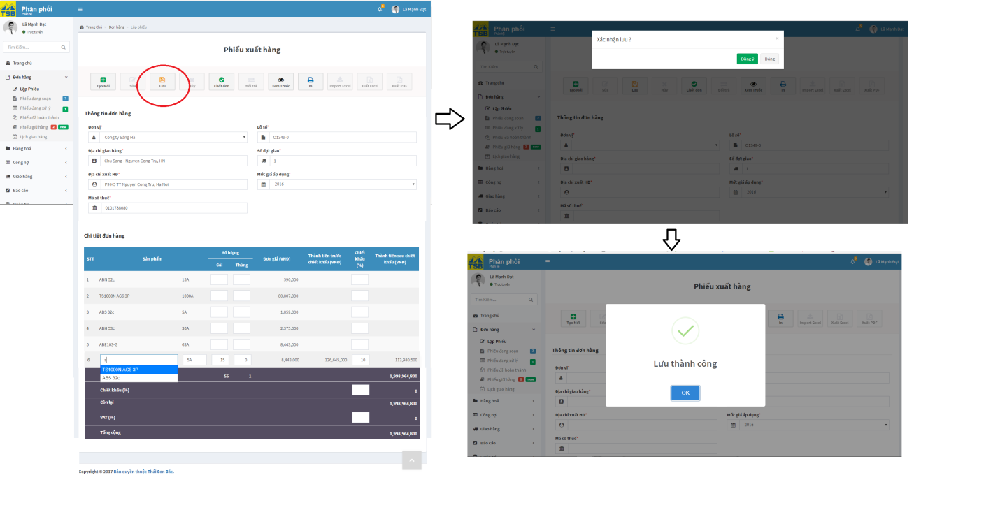 TSB
Phân phối
Phân hệ
Lã Mạnh Đạt
Lã Mạnh Đạt
Trực tuyến
Tìm Kiếm...
Trang chủ
Đơn hàng
Lập Phiếu
Phiếu đang soạn
Phiếu đang xử lý
1
Phiếu đã hoàn thành
Phiếu giữ hàng
new
Lịch giao hàng
Hàng hoá
Công nợ
Giao hàng
Báo cáo
Trang Chủ
Đơn hàng
Lập phiếu
Phiếu xuất hàng
Tạo Mới
Sửa
Lưu
Chốt đơn
Đổi trả
Xem Trước
In
Import Excel
Xuất Excel
Xuất PDF
Thông tin đơn hàng
Đơn vị*
Công ty Sáng Hà
Lô số*
O1349-0
Địa chỉ giao hàng*
Chu Sang - Nguyen Cong Tru, HN
Số đợt giao*
1
Địa chỉ xuất HĐ*
P9 H5 TT Nguyen Cong Tru, Ha Noi
Mức giá áp dụng*
2016
Mã số thuế*
0101788080
Chi tiết đơn hàng
STT
Sản phẩm
Số lượng
Cái
Thùng
Đơn giá (VNĐ)
Thành tiền trước chiết khấu (VNĐ)
Chiết khấu (%)
Thành tiền sau chiết khấu (VNĐ)
1 ABN 52c 15A 590,000
2 TS1000N AG6 3P 1000A 80,807,000
3 ABS 32c 5A 1,859,000
4 ABH 53c 30A 2,375,000
5 ABE103-G 63A 8,443,000
6 s 5A 15 0 8,443,000 126,645,000 10 113,980,500
TS1000N AG6 3P
ABS 32c
55 1 1,998,964,800
Chiết khấu (%) 0
Còn lại 1,998,964,800
VAT (%) 0
Tổng cộng 1,998,964,800
Copyright © 2017 Bản quyền thuộc Thái Sơn Bắc.
TSB
Phân phối
Lã Mạnh Đạt
Lã Mạnh Đạt
Trực tuyến
Tìm Kiếm...
Trang chủ
Đơn hàng
Lập Phiếu
Phiếu đang soạn
Phiếu đang xử lý
Phiếu đã hoàn thành
Phiếu giữ hàng
new
Lịch giao hàng
Hàng hoá
Công nợ
Giao hàng
Báo cáo
Xác nhận lưu ?
×
Đồng ý
Đóng
Tạo Mới
Sửa
Lưu
Hủy
Chốt đơn
Đổi trả
Xem Trước
In
Import Excel
Xuất Excel
Xuất PDF
Thông tin đơn hàng
Đơn vị*
Lô số*
O1349-0
Địa chỉ giao hàng*
Số đợt giao*
1
Địa chỉ xuất HĐ*
Mức giá áp dụng*
2016
Mã số thuế*
TSB
Phân phối
Phân hệ
Lã Mạnh Đạt
Lã Mạnh Đạt
Trực tuyến
Tìm Kiếm...
Trang chủ
Đơn hàng
Lập Phiếu
Phiếu đang soạn
Phiếu đang xử lý
1
Phiếu đã hoàn thành
Phiếu giữ hàng
new
Lịch giao hàng
Hàng hoá
Công nợ
Giao hàng
Báo cáo
Phiếu xuất hàng
Tạo Mới
In
Import Excel
Xuất Excel
Xuất PDF
Thông tin đơn hàng
Lưu thành công
OK
Đơn vị*
Địa chỉ giao hàng*
Địa chỉ xuất HĐ*
Mức giá áp dụng*
2016
Mã số thuế*